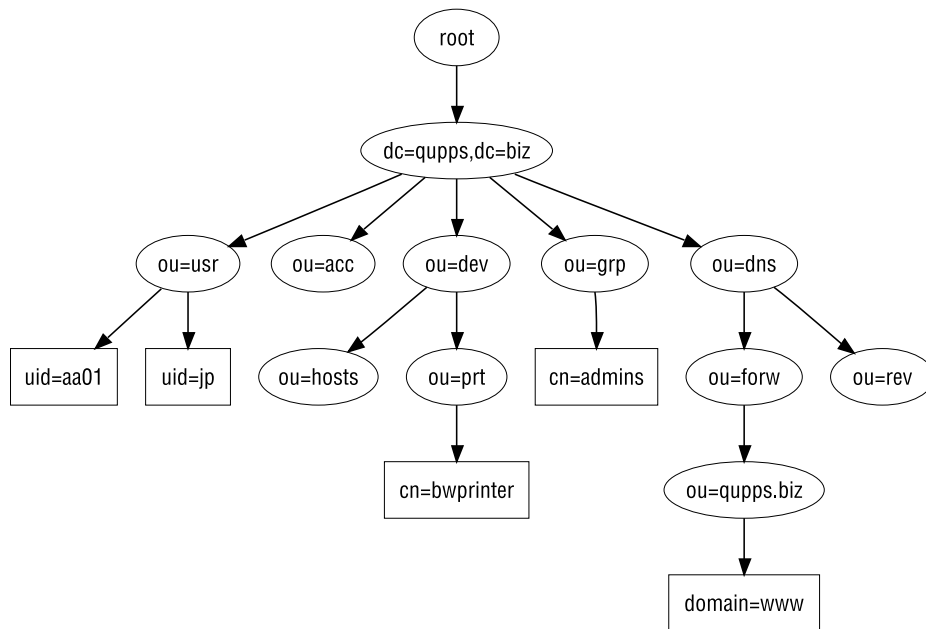 root
dc=qupps,dc=biz
ou=usr
ou=acc
ou=dev
ou=grp
ou=dns
uid=aa01
uid=jp
ou=hosts
ou=prt
cn=admins
ou=forw
ou=rev
cn=bwprinter
ou=qupps.biz
domain=www